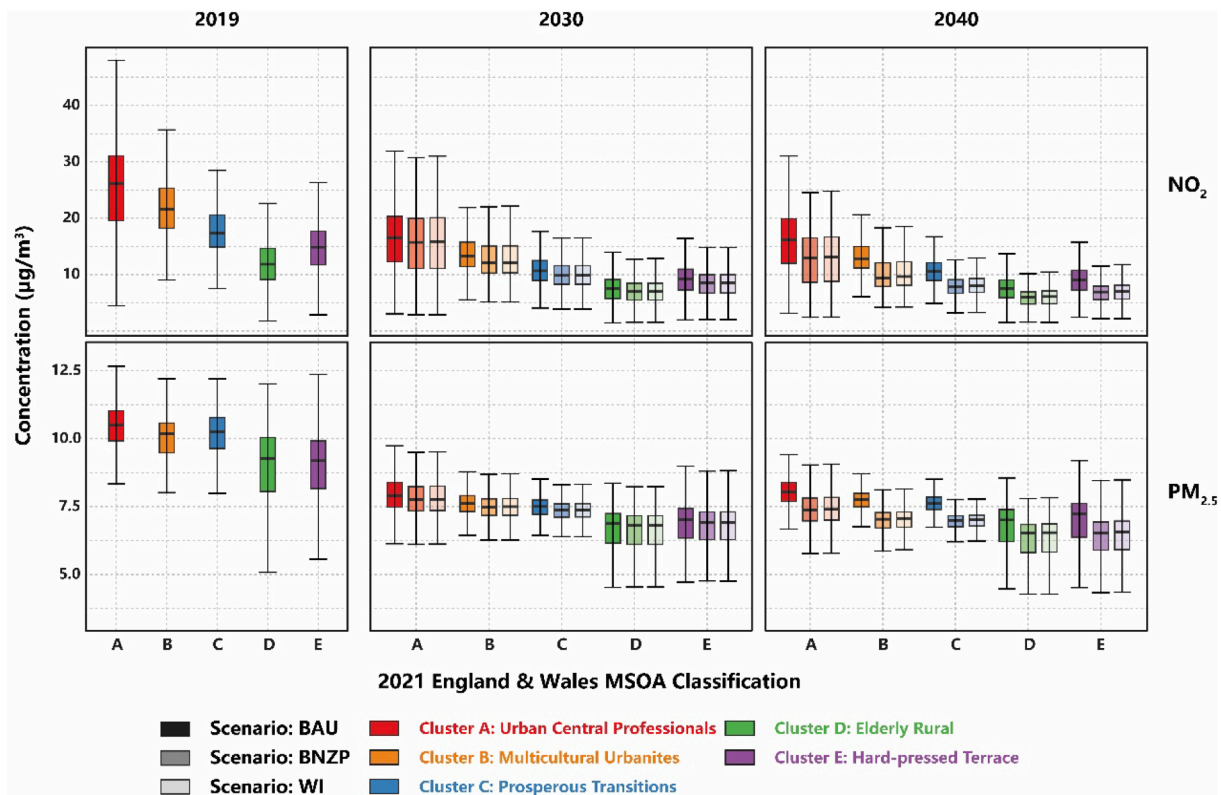 2019 2030 2040
Concentration (µg/m³)
40
30
20
10
NO₂
12.5
10.0
7.5
5.0
PM₂.₅
A B C D E A B C D E A B C D E
2021 England & Wales MSOA Classification
Scenario: BAU Cluster A: Urban Central Professionals Cluster D: Elderly Rural
Scenario: BNZP Cluster B: Multicultural Urbanites Cluster E: Hard-pressed Terrace
Scenario: WI Cluster C: Prosperous Transitions